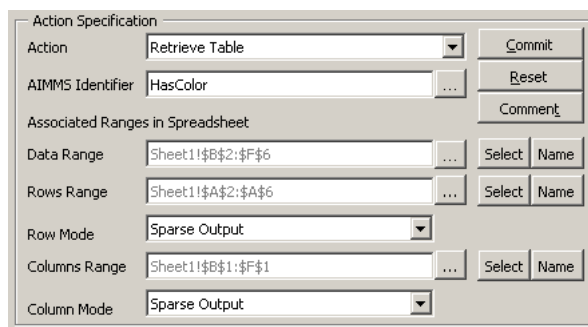 Action Specification
Action Retrieve Table Commit
AIMMS Identifier HasColor ... Reset
Comment
Associated Ranges in Spreadsheet
Data Range Sheet1!$B$2:$F$6 ... Select Name
Rows Range Sheet1!$A$2:$A$6 ... Select Name
Row Mode Sparse Output
Columns Range Sheet1!$B$1:$F$1 ... Select Name
Column Mode Sparse Output